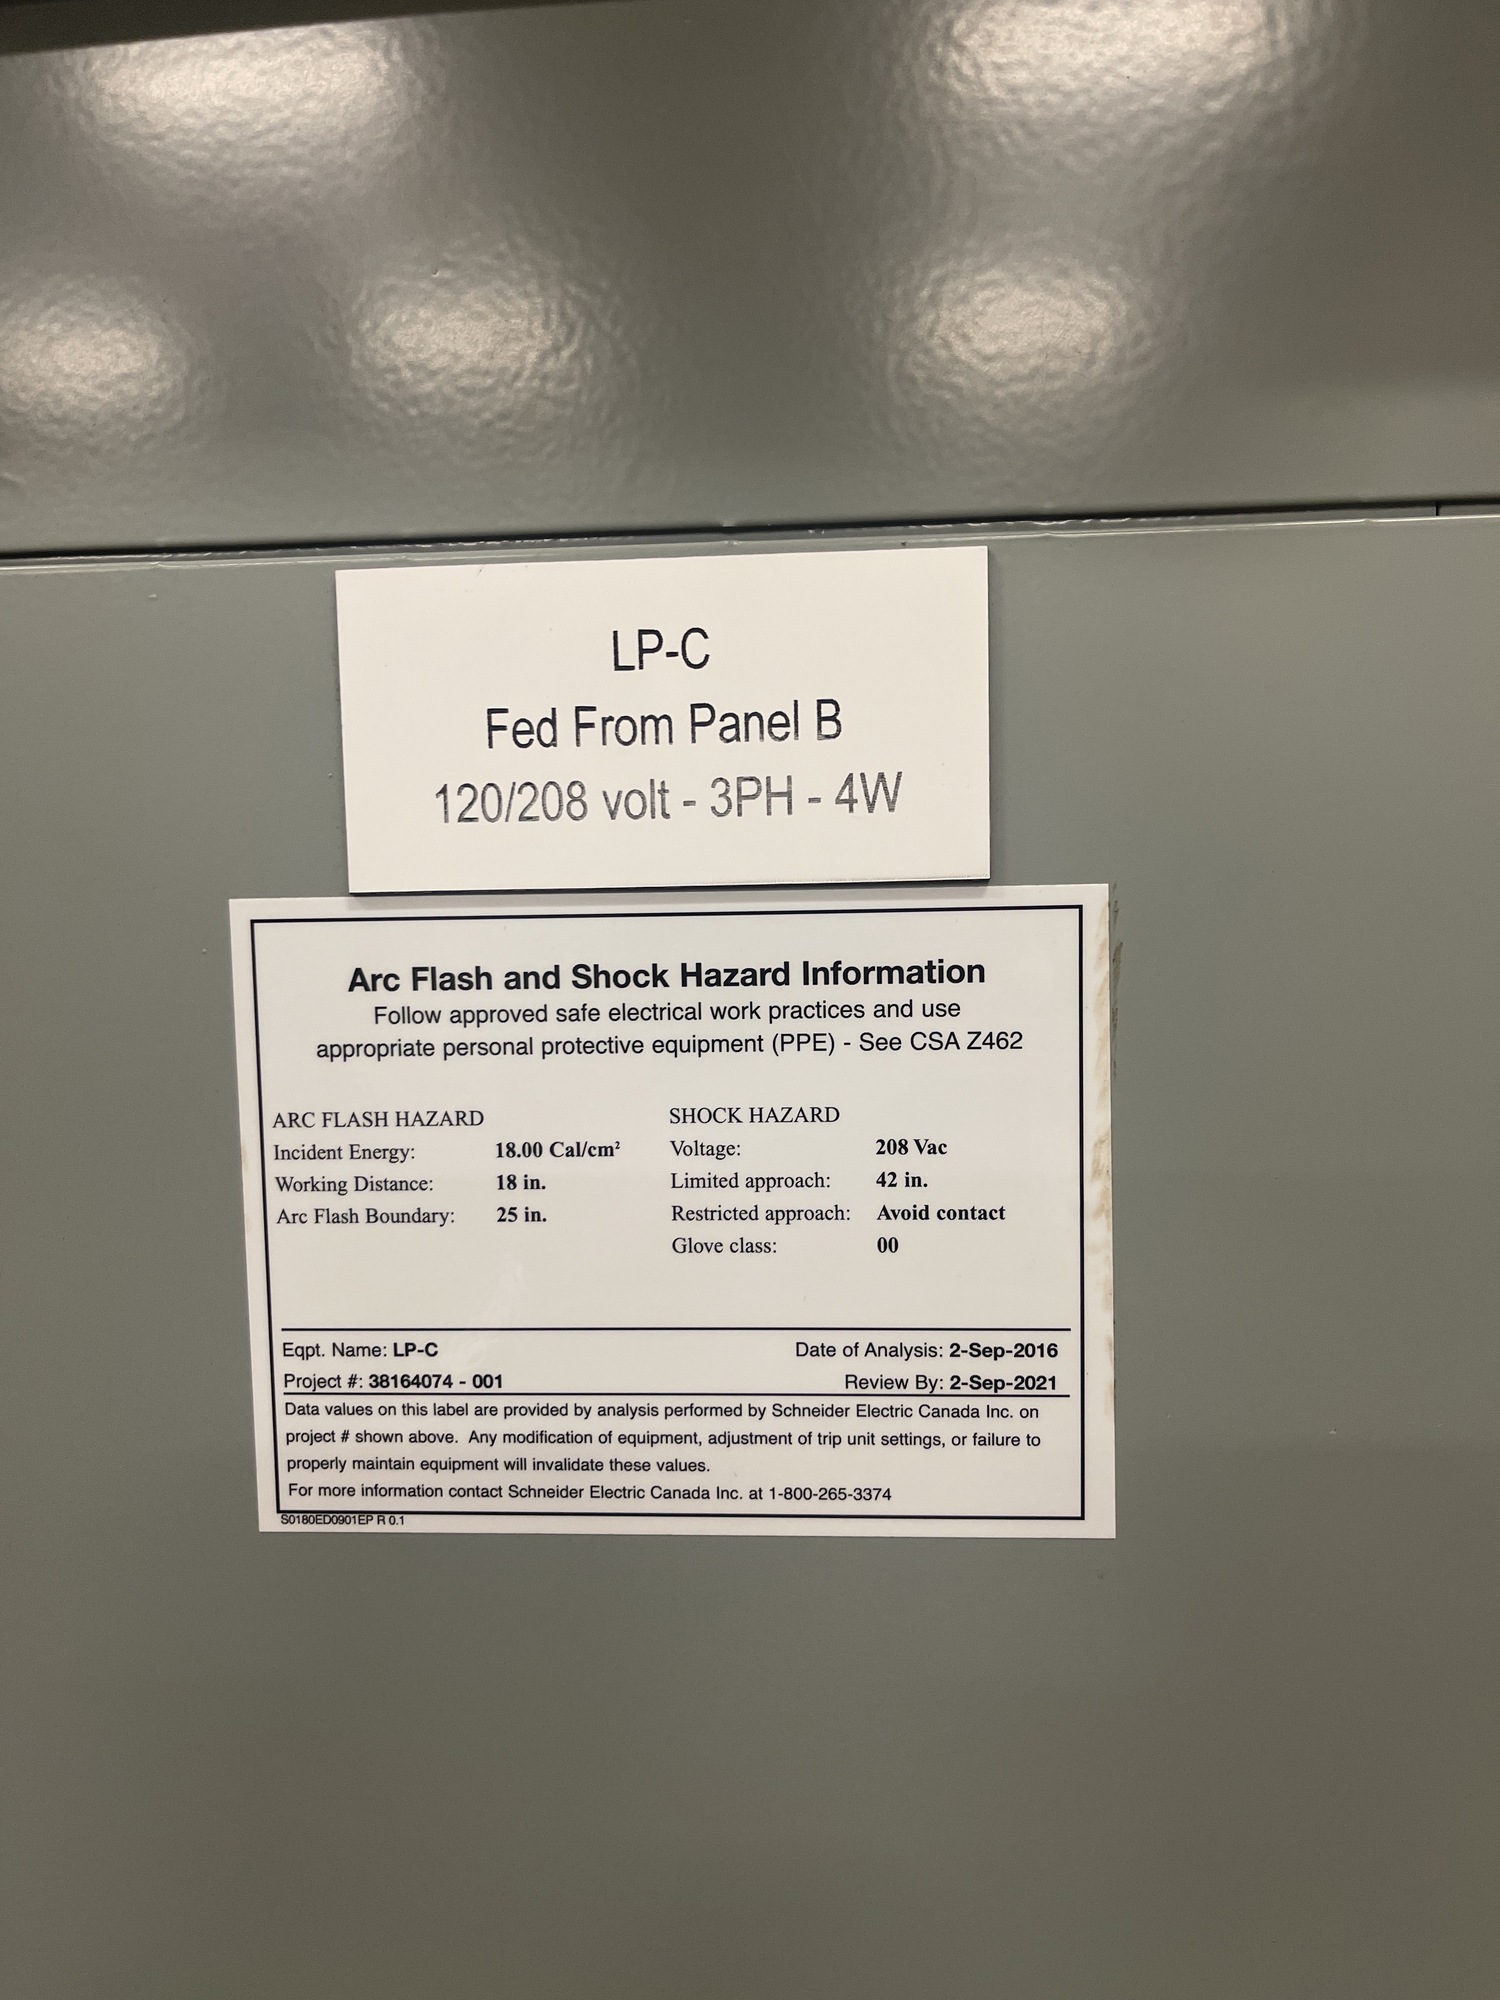 LP-C
Fed From Panel B
120/208 volt - 3PH - 4W
Arc Flash and Shock Hazard Information
Follow approved safe electrical work practices and use
appropriate personal protective equipment (PPE) - See CSA Z462
ARC FLASH HAZARD
Incident Energy: 18.00 Cal/cm²
Working Distance: 18 in.
Arc Flash Boundary: 25 in.
SHOCK HAZARD
Voltage: 208 Vac
Limited approach: 42 in.
Restricted approach: Avoid contact
Glove class: 00
Eqpt. Name: LP-C
Project #: 38164074 - 001
Date of Analysis: 2-Sep-2016
Review By: 2-Sep-2021
Data values on this label are provided by analysis performed by Schneider Electric Canada Inc. on
project # shown above. Any modification of equipment, adjustment of trip unit settings, or failure to
properly maintain equipment will invalidate these values.
For more information contact Schneider Electric Canada Inc. at 1-800-265-3374
S0180ED0901EP R 0.1